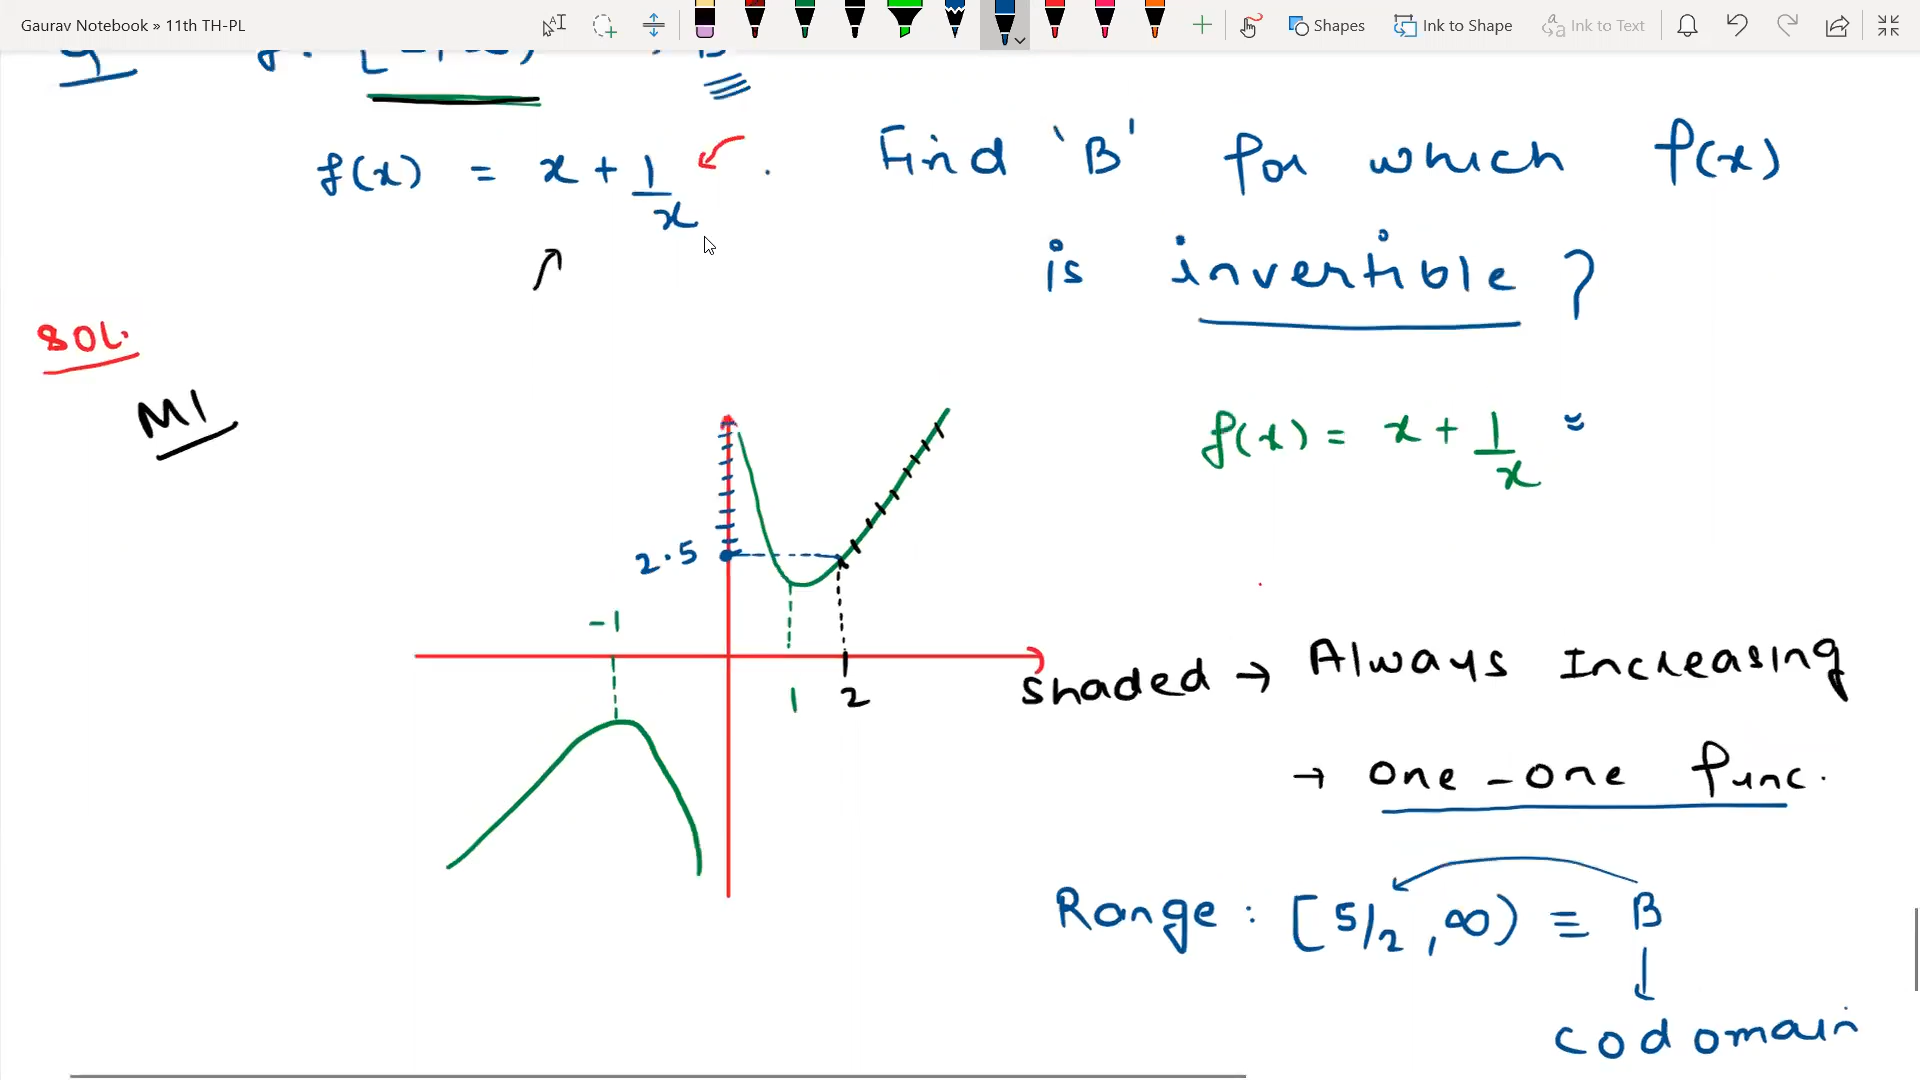 Gaurav Notebook » 11th TH-PL
Shapes Ink to Shape Ink to Text
f(x) = x + 1/x . Find 'B' for which f(x)
is invertible ?
SOL.
M1
f(x) = x + 1/x
2.5
-1
1 2
Shaded → Always Increasing
→ one-one func.
Range : [5/2, ∞) ≡ B
codomain